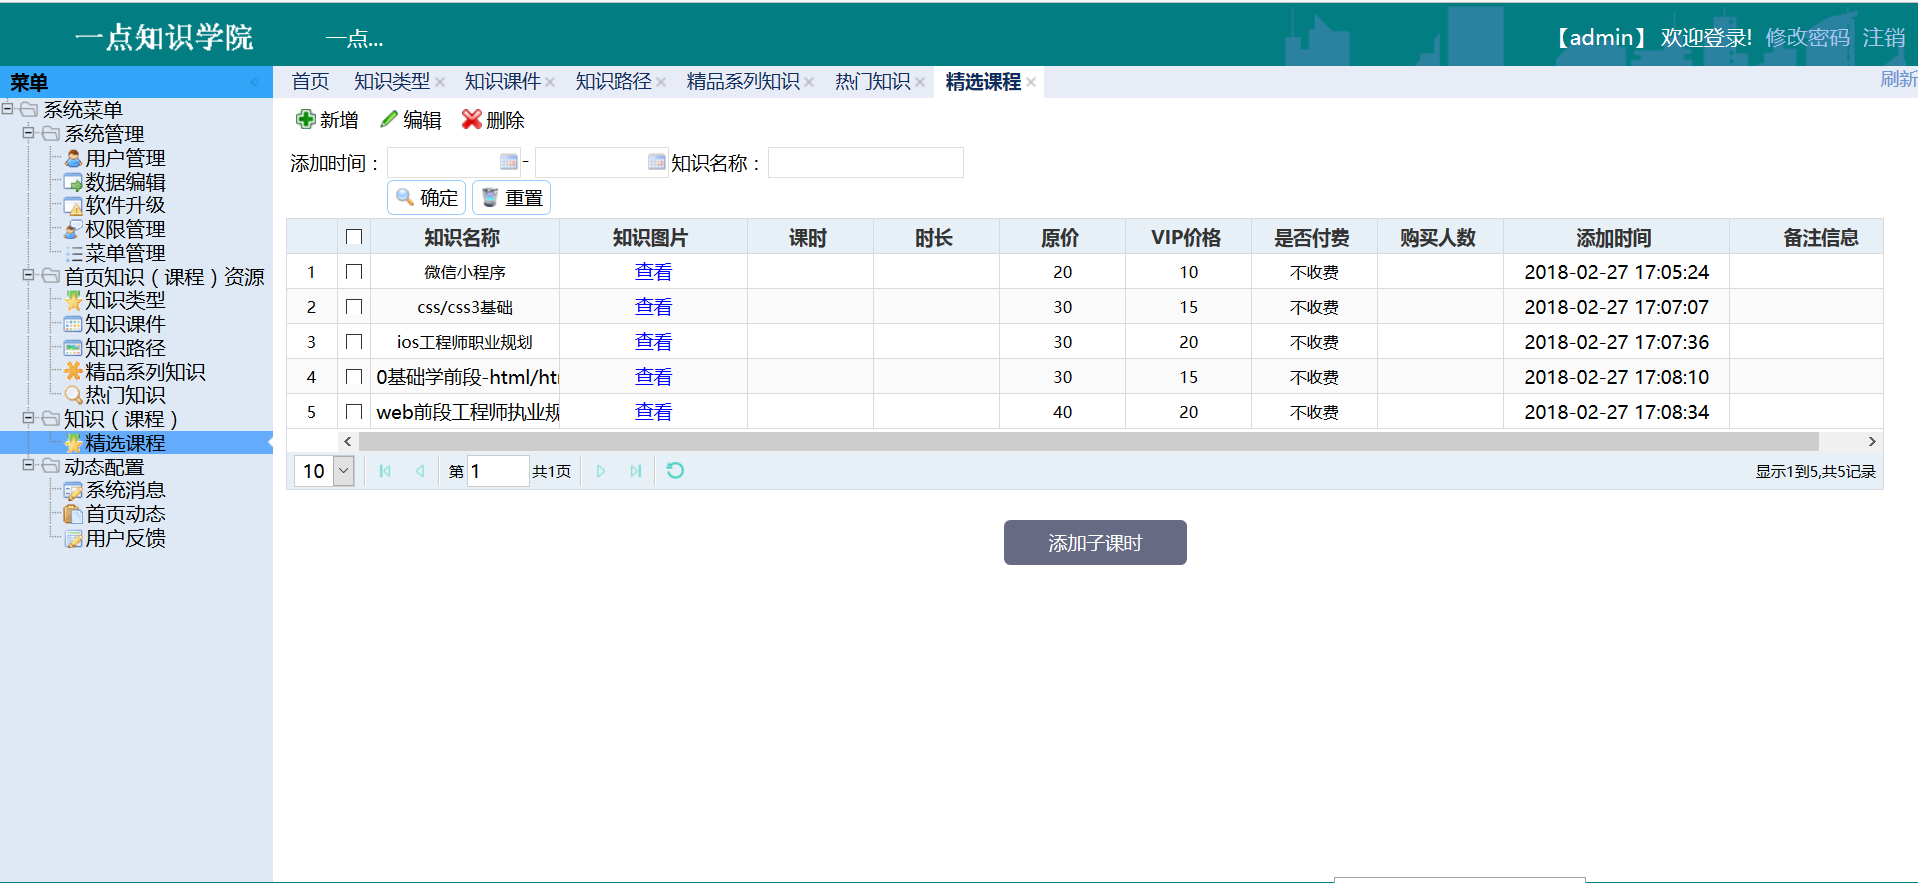 一点知识学院
一点...
【admin】 欢迎登录! 修改密码 注销
菜单
系统菜单
系统管理
用户管理
数据编辑
软件升级
权限管理
菜单管理
首页知识（课程）资源
知识类型
知识课件
知识路径
精品系列知识
热门知识
知识（课程）
精选课程
动态配置
系统消息
首页动态
用户反馈
首页 知识类型 知识课件 知识路径 精品系列知识 热门知识 精选课程 刷新
新增 编辑 删除
添加时间： - 知识名称：
确定 重置
知识名称 知识图片 课时 时长 原价 VIP价格 是否付费 购买人数 添加时间 备注信息
1 微信小程序 查看 20 10 不收费 2018-02-27 17:05:24
2 css/css3基础 查看 30 15 不收费 2018-02-27 17:07:07
3 ios工程师职业规划 查看 30 20 不收费 2018-02-27 17:07:36
4 0基础学前段-html/ht 查看 30 15 不收费 2018-02-27 17:08:10
5 web前段工程师执业规 查看 40 20 不收费 2018-02-27 17:08:34
10 第 1 共1页 显示1到5,共5记录
添加子课时